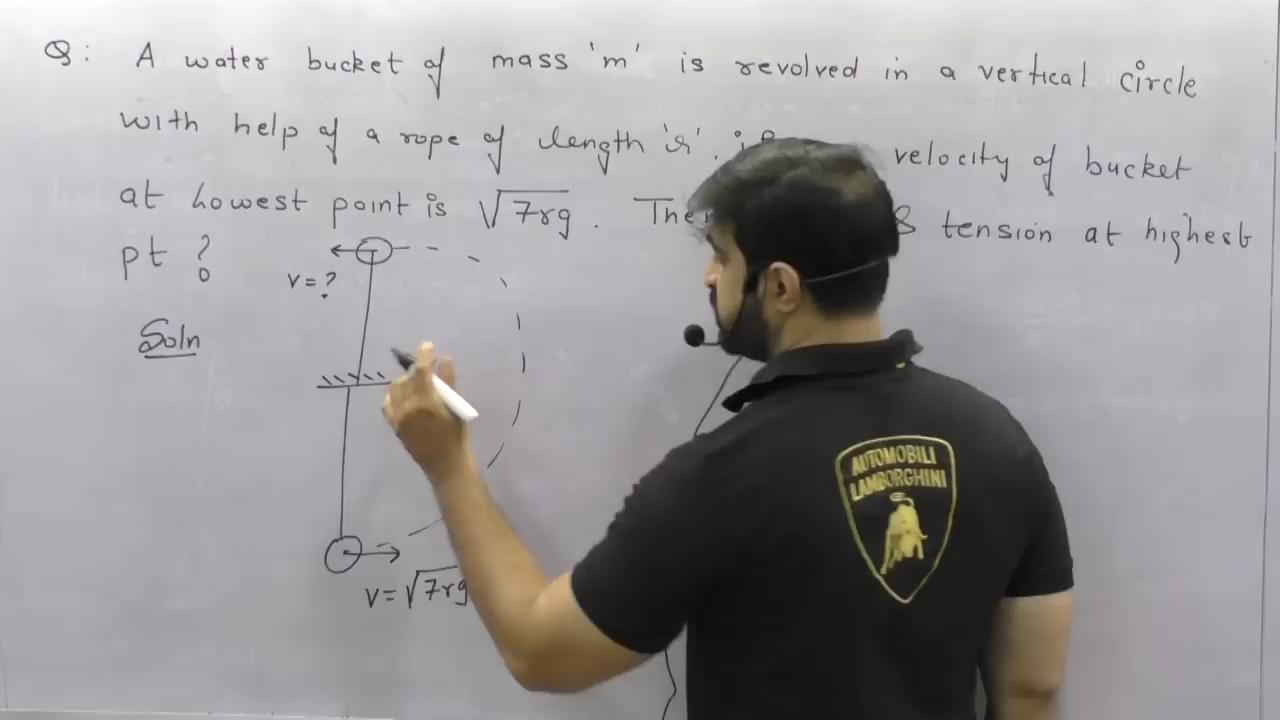 Q: A water bucket of mass 'm' is revolved in a vertical circle
with help of a rope of length 'r'. velocity of bucket
at Lowest point is √7rg. & tension at highest
pt ?
v=?
Soln
v=√7rg
AUTOMOBILI
LAMBORGHINI